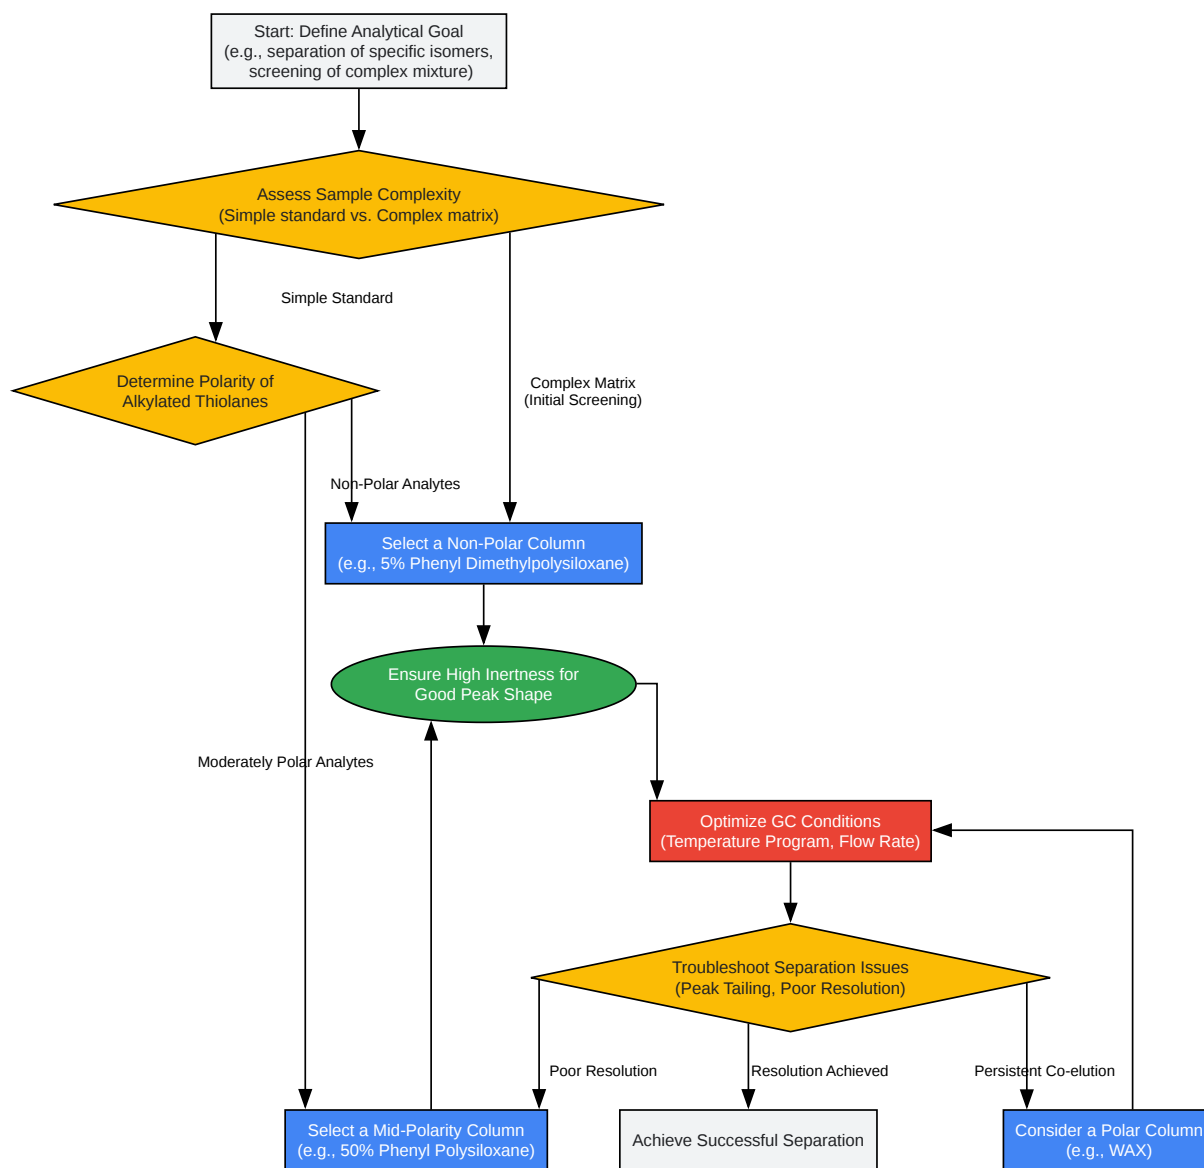 Start: Define Analytical Goal
(e.g., separation of specific isomers,
screening of complex mixture)
Assess Sample Complexity
(Simple standard vs. Complex matrix)
Simple Standard
Determine Polarity of
Alkylated Thiolanes
Complex Matrix
(Initial Screening)
Non-Polar Analytes
Select a Non-Polar Column
(e.g., 5% Phenyl Dimethylpolysiloxane)
Ensure High Inertness for
Good Peak Shape
Moderately Polar Analytes
Optimize GC Conditions
(Temperature Program, Flow Rate)
Troubleshoot Separation Issues
(Peak Tailing, Poor Resolution)
Poor Resolution
Resolution Achieved
Persistent Co-elution
Select a Mid-Polarity Column
(e.g., 50% Phenyl Polysiloxane)
Achieve Successful Separation
Consider a Polar Column
(e.g., WAX)